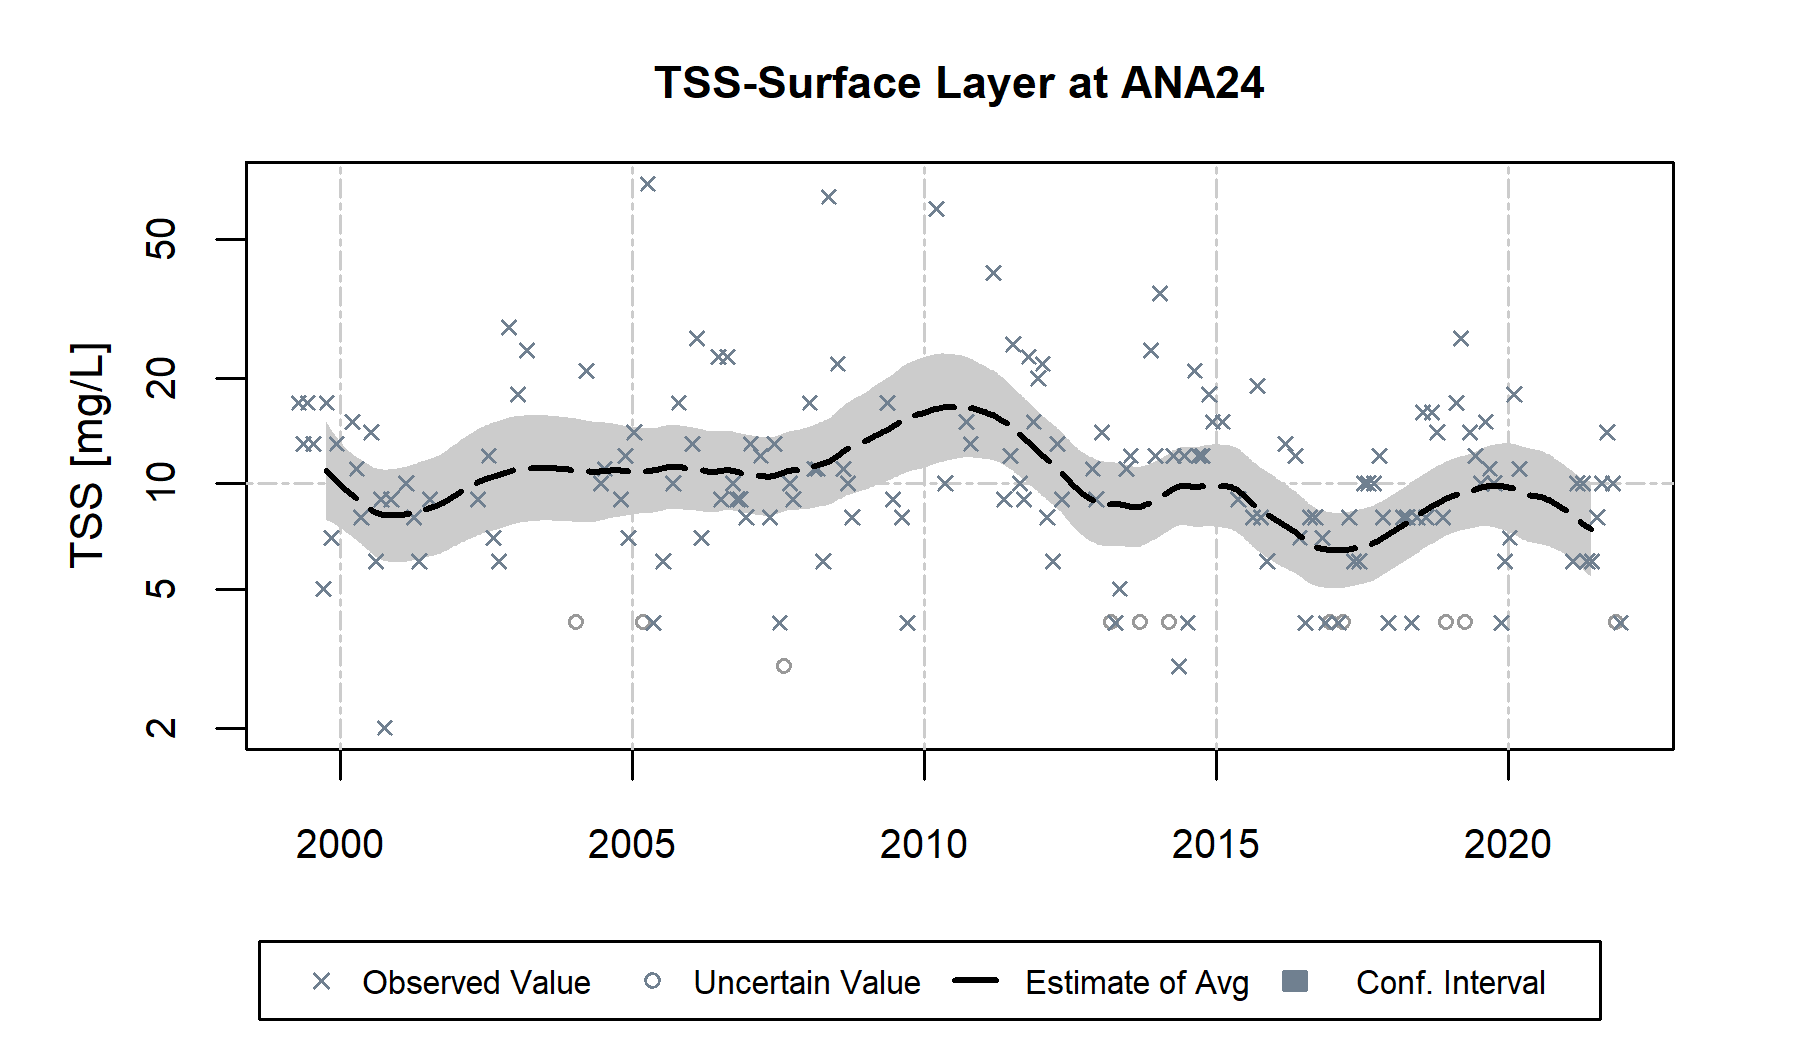 TSS-Surface Layer at ANA24
TSS [mg/L]
50
20
10
5
2
2000 2005 2010 2015 2020
Observed Value Uncertain Value Estimate of Avg Conf. Interval